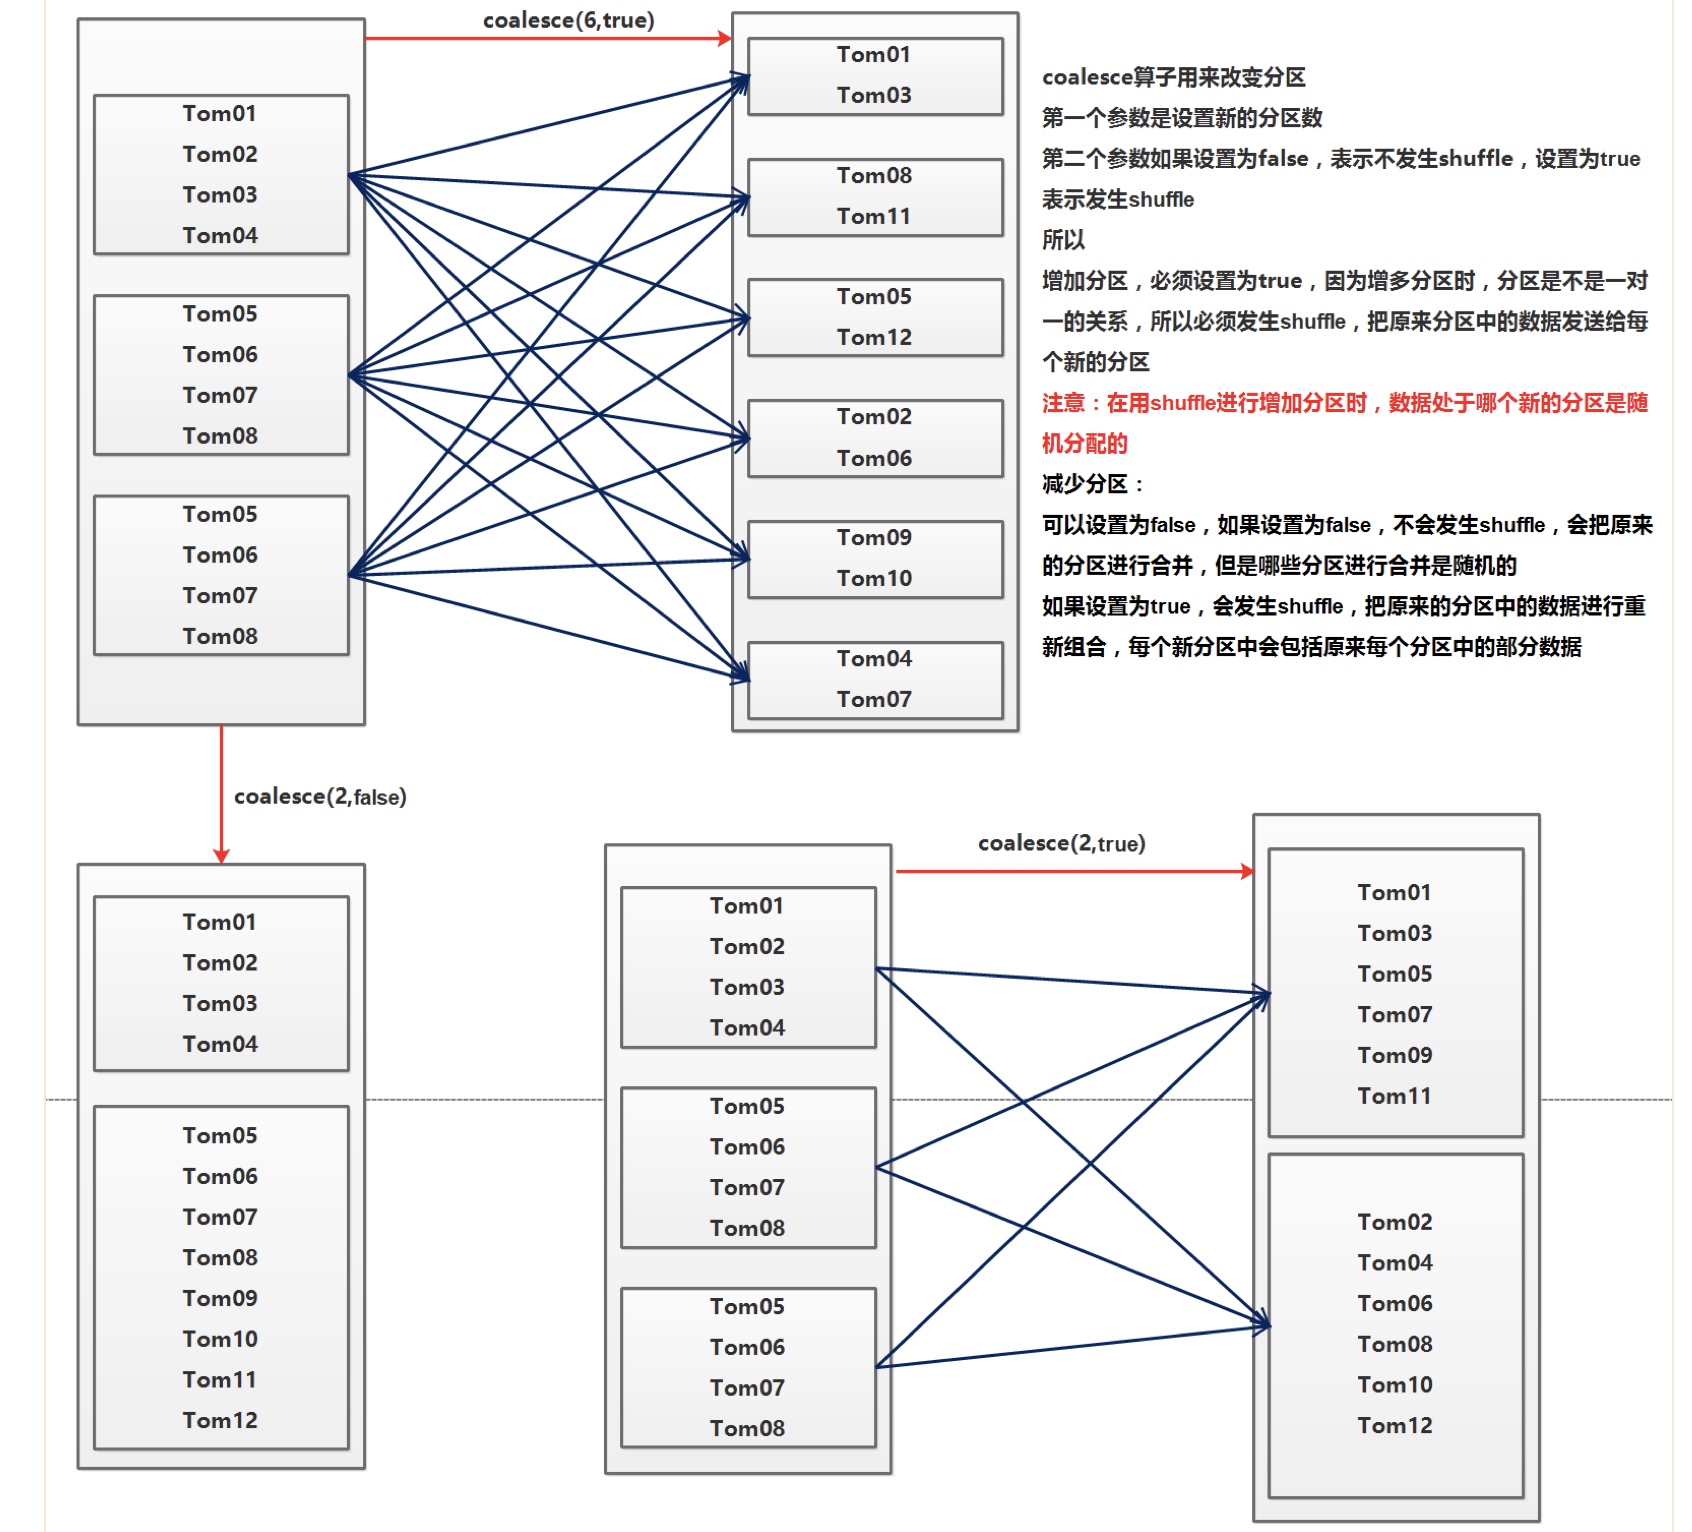 coalesce(6,true)
Tom01
Tom02
Tom03
Tom04
Tom05
Tom06
Tom07
Tom08
Tom05
Tom06
Tom07
Tom08
Tom01
Tom03
Tom08
Tom11
Tom05
Tom12
Tom02
Tom06
Tom09
Tom10
Tom04
Tom07
coalesce算子用来改变分区
第一个参数是设置新的分区数
第二个参数如果设置为false，表示不发生shuffle，设置为true
表示发生shuffle
所以
增加分区，必须设置为true，因为增多分区时，分区是不是一对
一的关系，所以必须发生shuffle，把原来分区中的数据发送给每
个新的分区
注意：在用shuffle进行增加分区时，数据处于哪个新的分区是随
机分配的
减少分区：
可以设置为false，如果设置为false，不会发生shuffle，会把原来
的分区进行合并，但是哪些分区进行合并是随机的
如果设置为true，会发生shuffle，把原来的分区中的数据进行重
新组合，每个新分区中会包括原来每个分区中的部分数据
coalesce(2,false)
Tom01
Tom02
Tom03
Tom04
Tom05
Tom06
Tom07
Tom08
Tom09
Tom10
Tom11
Tom12
coalesce(2,true)
Tom01
Tom02
Tom03
Tom04
Tom05
Tom06
Tom07
Tom08
Tom05
Tom06
Tom07
Tom08
Tom01
Tom03
Tom05
Tom07
Tom09
Tom11
Tom02
Tom04
Tom06
Tom08
Tom10
Tom12